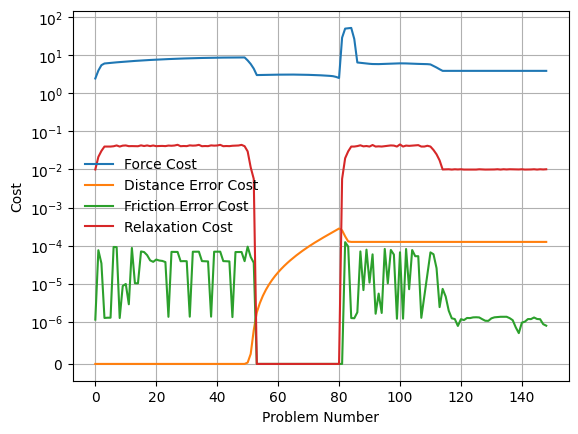 10²
10¹
10⁰
10⁻¹
10⁻²
10⁻³
10⁻⁴
10⁻⁵
10⁻⁶
0
Cost
Force Cost
Distance Error Cost
Friction Error Cost
Relaxation Cost
0 20 40 60 80 100 120 140
Problem Number